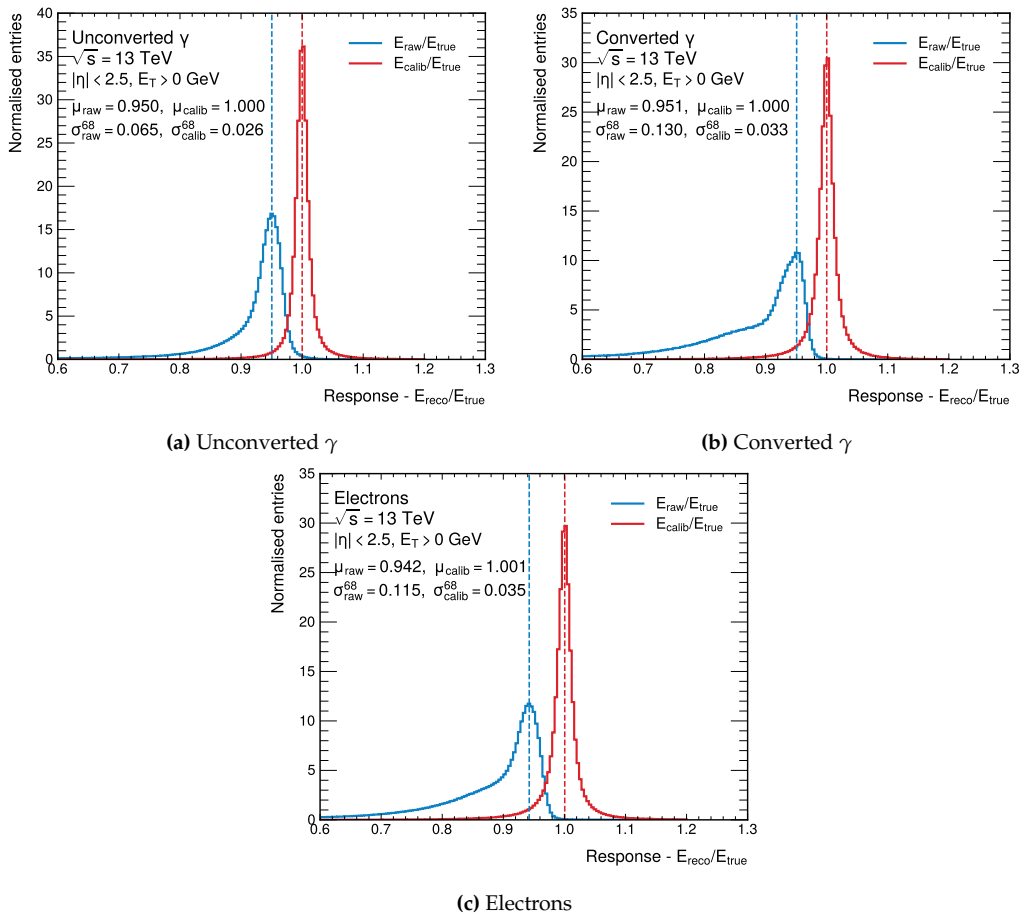 Unconverted γ
√s = 13 TeV
|η| < 2.5, E_T > 0 GeV
μ_raw = 0.950, μ_calib = 1.000
σ^68_raw = 0.065, σ^68_calib = 0.026
E_raw/E_true
E_calib/E_true
Normalised entries
40
35
30
25
20
15
10
5
0
0.6 0.7 0.8 0.9 1.0 1.1 1.2 1.3
Response - E_reco/E_true
(a) Unconverted γ
Converted γ
√s = 13 TeV
|η| < 2.5, E_T > 0 GeV
μ_raw = 0.951, μ_calib = 1.000
σ^68_raw = 0.130, σ^68_calib = 0.033
E_raw/E_true
E_calib/E_true
Normalised entries
35
30
25
20
15
10
5
0
0.6 0.7 0.8 0.9 1.0 1.1 1.2 1.3
Response - E_reco/E_true
(b) Converted γ
Electrons
√s = 13 TeV
|η| < 2.5, E_T > 0 GeV
μ_raw = 0.942, μ_calib = 1.001
σ^68_raw = 0.115, σ^68_calib = 0.035
E_raw/E_true
E_calib/E_true
Normalised entries
35
30
25
20
15
10
5
0
0.6 0.7 0.8 0.9 1.0 1.1 1.2 1.3
Response - E_reco/E_true
(c) Electrons